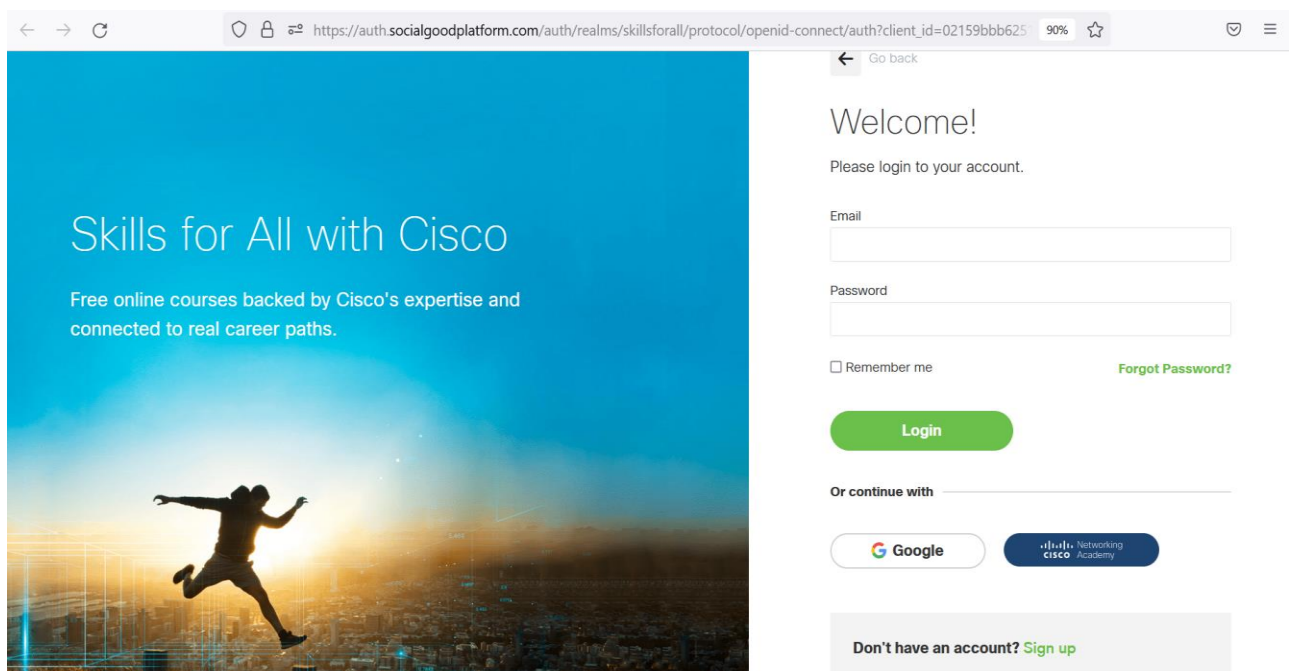 https://auth.socialgoodplatform.com/auth/realms/skillsforall/protocol/openid-connect/auth?client_id=02159bbb625
90%
Go back
Welcome!
Please login to your account.
Email
Password
Remember me
Forgot Password?
Login
Or continue with
Google
Networking
CISCO Academy
Don't have an account? Sign up
Skills for All with Cisco
Free online courses backed by Cisco's expertise and
connected to real career paths.